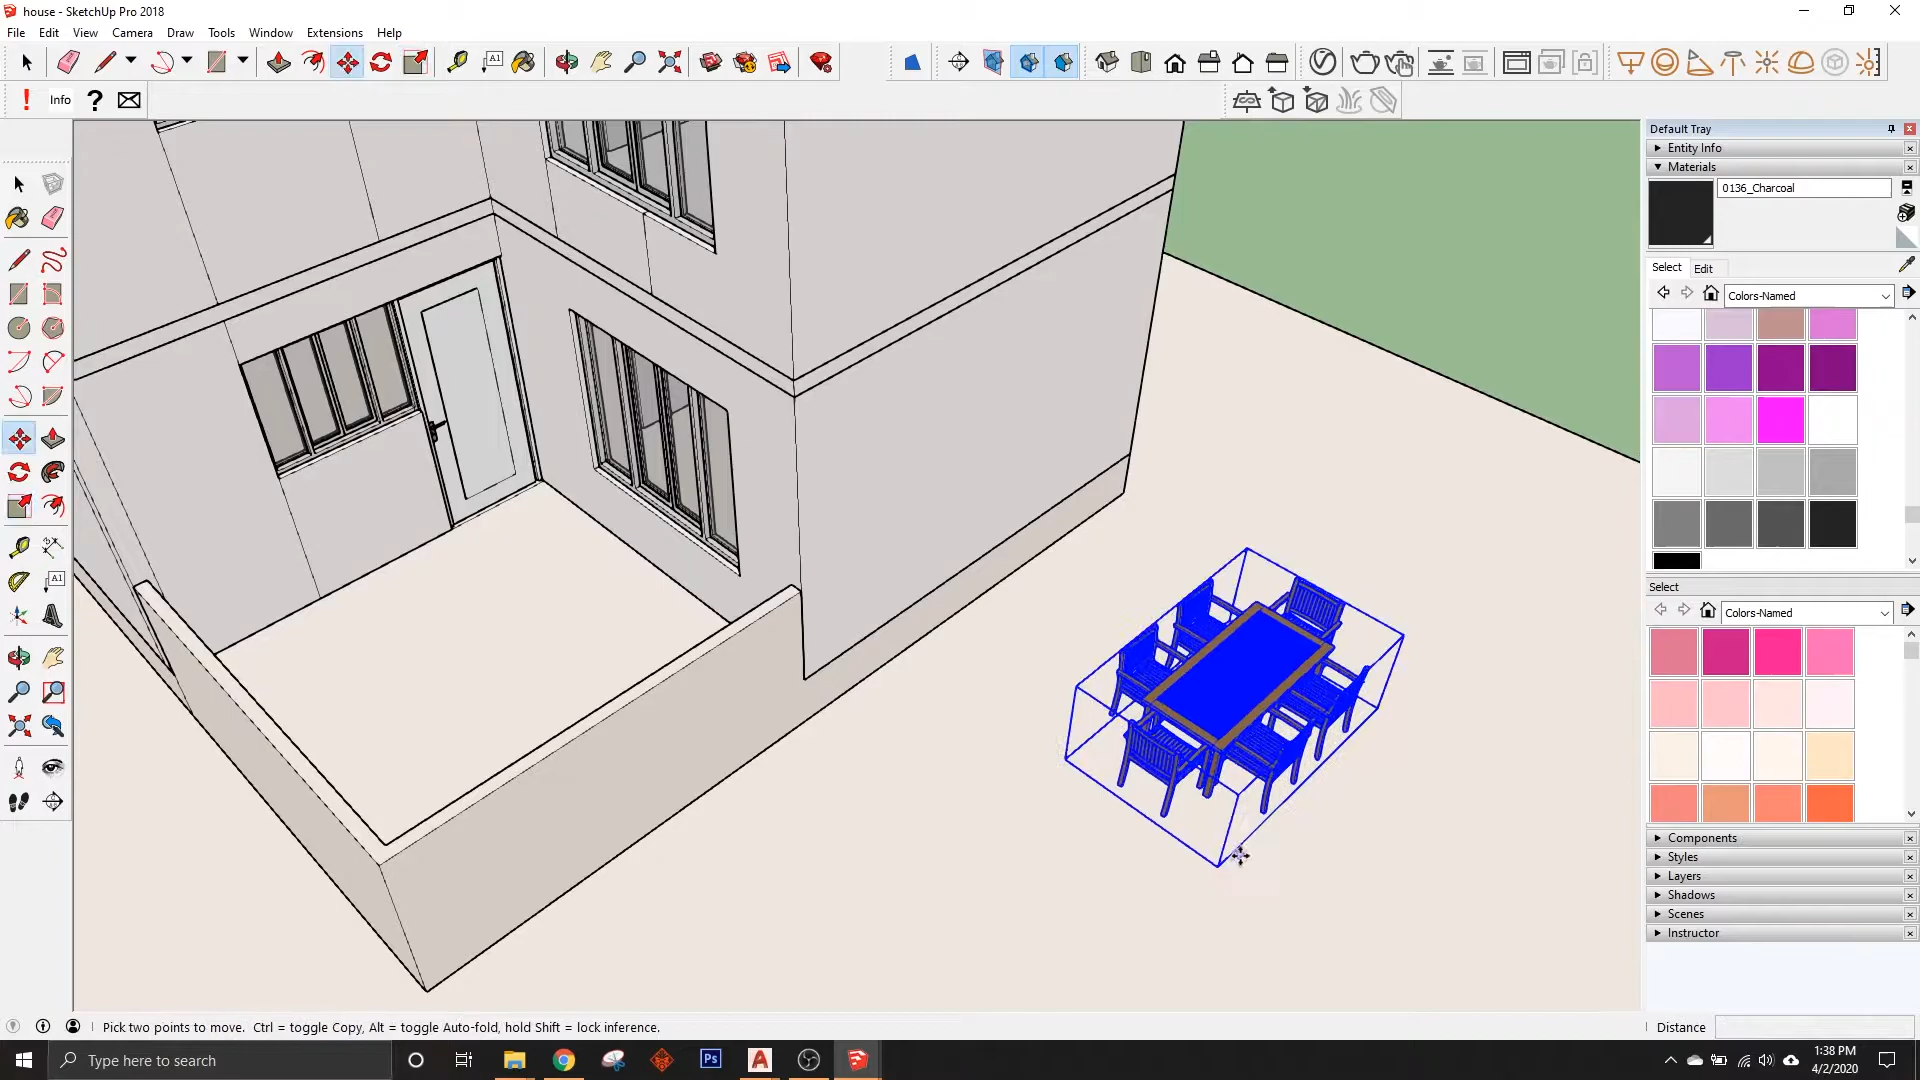 house - SketchUp Pro 2018
File Edit View Camera Draw Tools Window Extensions Help
A1
! Info ?
Default Tray
Entity Info
Materials
0136_Charcoal
Select Edit
Colors-Named
A1
Select
Colors-Named
Components
Styles
Layers
Shadows
Scenes
Instructor
Pick two points to move. Ctrl = toggle Copy, Alt = toggle Auto-fold, hold Shift = lock inference.
Distance
Type here to search
Ps
A
1:38 PM
4/2/2020